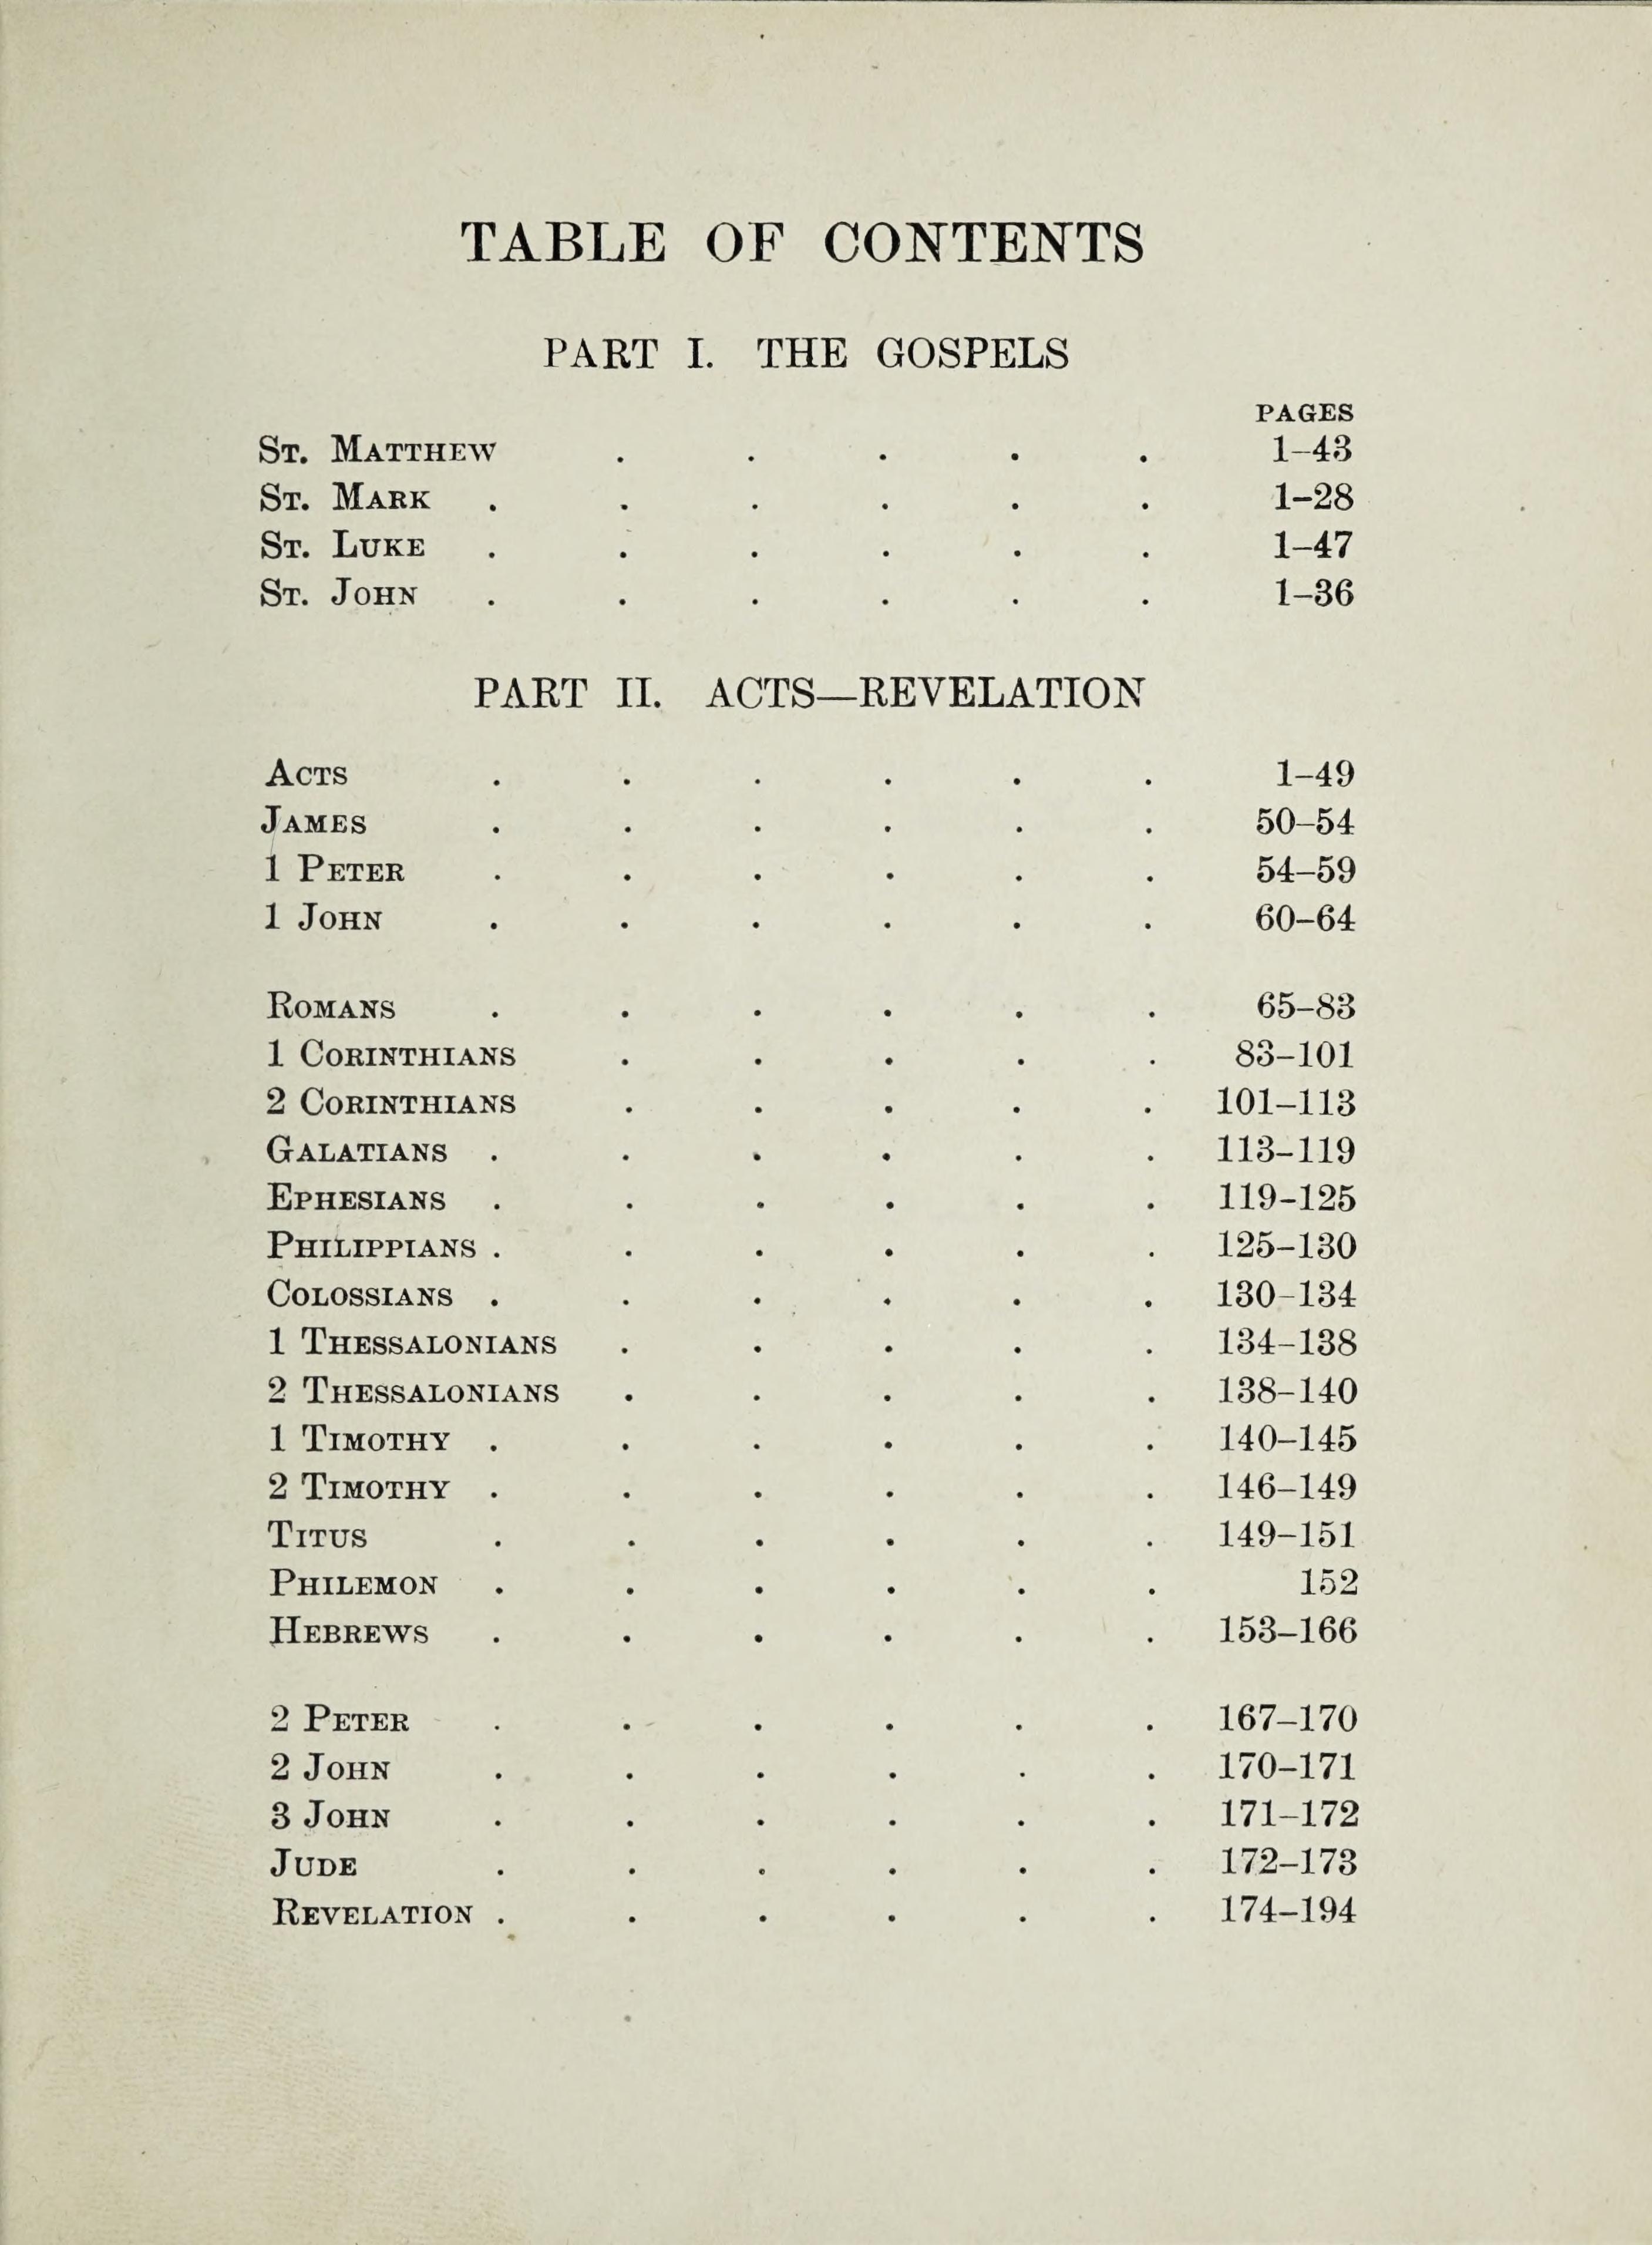 TABLE OF CONTENTS
PART I. THE GOSPELS
PAGES
St. Matthew . . . . . 1–43
St. Mark . . . . . . 1–28
St. Luke . . . . . . 1–47
St. John . . . . . . 1–36
PART II. ACTS—REVELATION
Acts . . . . . . 1–49
James . . . . . . 50–54
1 Peter . . . . . . 54–59
1 John . . . . . . 60–64
Romans . . . . . . 65–83
1 Corinthians . . . . . 83–101
2 Corinthians . . . . . 101–113
Galatians . . . . . . 113–119
Ephesians . . . . . . 119–125
Philippians . . . . . . 125–130
Colossians . . . . . . 130–134
1 Thessalonians . . . . . 134–138
2 Thessalonians . . . . . 138–140
1 Timothy . . . . . . 140–145
2 Timothy . . . . . . 146–149
Titus . . . . . . 149–151
Philemon . . . . . . 152
Hebrews . . . . . . 153–166
2 Peter . . . . . . 167–170
2 John . . . . . . 170–171
3 John . . . . . . 171–172
Jude . . . . . . 172–173
Revelation . . . . . . 174–194